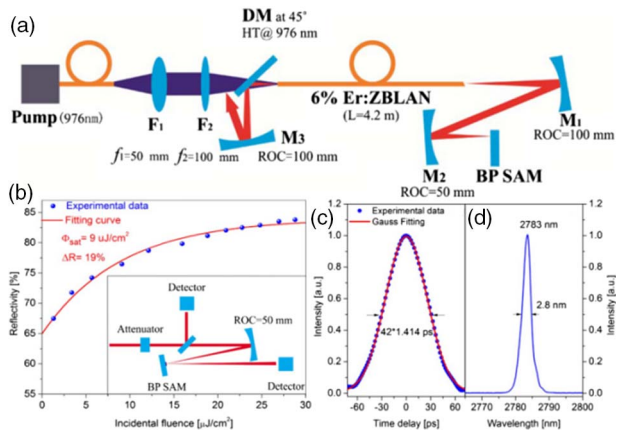 (a)
DM at 45°
HT@ 976 nm
6% Er:ZBLAN
(L=4.2 m)
Pump (976nm)
F1
F2
f1=50 mm f2=100 mm
M3
ROC=100 mm
M1
ROC=100 mm
M2
ROC=50 mm
BP SAM
(b)
Experimental data
Fitting curve
Φsat= 9 uJ/cm²
ΔR= 19%
Reflectivity [%]
85
80
75
70
65
60
55
50
0 5 10 15 20 25 30
Incidental fluence [μJ/cm²]
Detector
Attenuator
ROC=50 mm
BP SAM
Detector
(c)
Experimental data
Gauss Fitting
42*1.414 ps
Intensity [a.u.]
1.2
1.0
0.8
0.6
0.4
0.2
0.0
-60 -30 0 30 60
Time delay [ps]
(d)
2783 nm
2.8 nm
1.0
0.8
0.6
0.4
0.2
0.0
Intensity [a.u.]
2770 2780 2790 2800
Wavelength [nm]